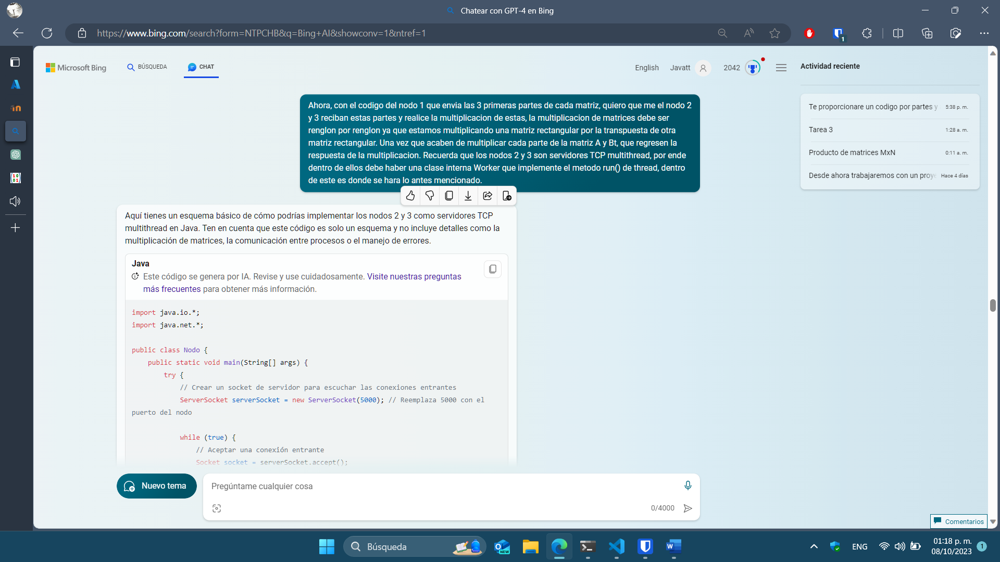 Chatear con GPT-4 en Bing
https://www.bing.com/search?form=NTPCHB&q=Bing+AI&showconv=1&ntref=1
1
Microsoft Bing
BÚSQUEDA
CHAT
English
Javatt
2042
Actividad reciente
Te proporcionare un codigo por partes y 5:38 p. m.
Tarea 3 1:28 a. m.
Producto de matrices MxN 0:11 a. m.
Desde ahora trabajaremos con un proye Hace 4 días
Ahora, con el codigo del nodo 1 que envia las 3 primeras partes de cada matriz, quiero que me el nodo 2
y 3 reciban estas partes y realice la multiplicacion de estas, la multiplicacion de matrices debe ser
renglon por renglon ya que estamos multiplicando una matriz rectangular por la transpuesta de otra
matriz rectangular. Una vez que acaben de multiplicar cada parte de la matriz A y Bt, que regresen la
respuesta de la multiplicacion. Recuerda que los nodos 2 y 3 son servidores TCP multithread, por ende
dentro de ellos debe haber una clase interna Worker que implemente el metodo run() de thread, dentro
de este es donde se hara lo antes mencionado.
Aquí tienes un esquema básico de cómo podrías implementar los nodos 2 y 3 como servidores TCP
multithread en Java. Ten en cuenta que este código es solo un esquema y no incluye detalles como la
multiplicación de matrices, la comunicación entre procesos o el manejo de errores.
Java
Este código se genera por IA. Revise y use cuidadosamente. Visite nuestras preguntas
más frecuentes para obtener más información.
import java.io.*;
import java.net.*;
public class Nodo {
public static void main(String[] args) {
try {
// Crear un socket de servidor para escuchar las conexiones entrantes
ServerSocket serverSocket = new ServerSocket(5000); // Reemplaza 5000 con el
puerto del nodo
while (true) {
// Aceptar una conexión entrante
Socket socket = serverSocket.accept();
Nuevo tema
Pregúntame cualquier cosa
0/4000
Comentarios
Búsqueda
NEW
ENG
01:18 p. m.
08/10/2023
1